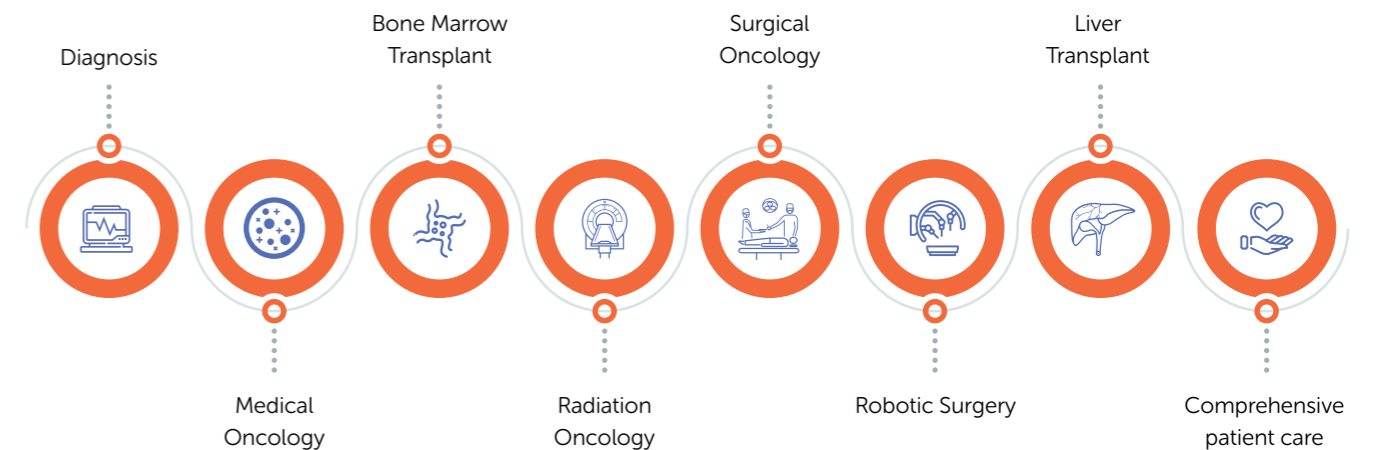 Diagnosis
Medical
Oncology
Bone Marrow
Transplant
Radiation
Oncology
Surgical
Oncology
Robotic Surgery
Liver
Transplant
Comprehensive
patient care